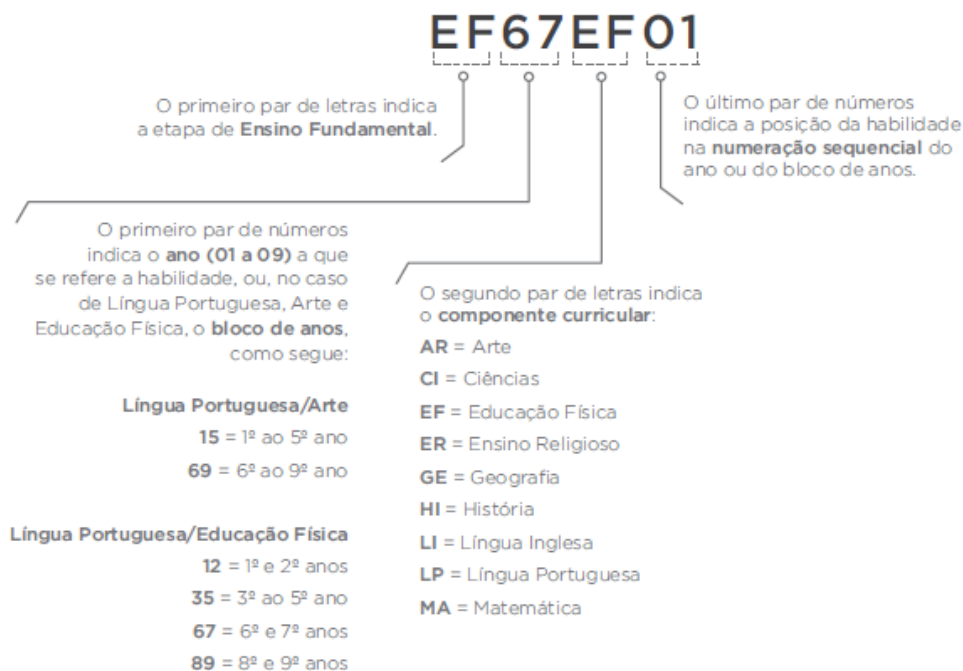 EF67EF01
O primeiro par de letras indica
a etapa de Ensino Fundamental.
O último par de números
indica a posição da habilidade
na numeração sequencial do
ano ou do bloco de anos.
O primeiro par de números
indica o ano (01 a 09) a que
se refere a habilidade, ou, no caso
de Língua Portuguesa, Arte e
Educação Física, o bloco de anos,
como segue:
Língua Portuguesa/Arte
15 = 1º ao 5º ano
69 = 6º ao 9º ano
Língua Portuguesa/Educação Física
12 = 1º e 2º anos
35 = 3º ao 5º ano
67 = 6º e 7º anos
89 = 8º e 9º anos
O segundo par de letras indica
o componente curricular:
AR = Arte
CI = Ciências
EF = Educação Física
ER = Ensino Religioso
GE = Geografia
HI = História
LI = Língua Inglesa
LP = Língua Portuguesa
MA = Matemática